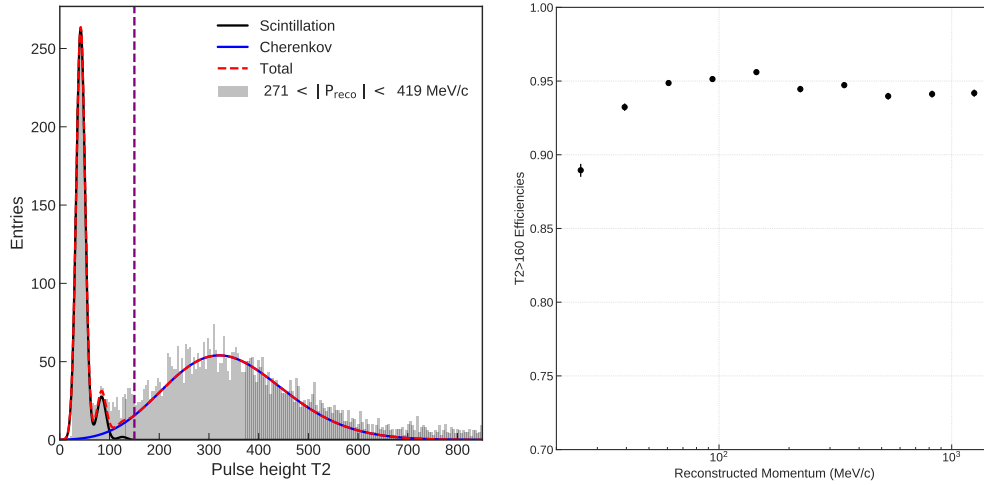 Scintillation
Cherenkov
Total
271 < | P_reco | < 419 MeV/c
Entries
250
200
150
100
50
0
0 100 200 300 400 500 600 700 800
Pulse height T2
T2>160 Efficiencies
1.00
0.95
0.90
0.85
0.80
0.75
0.70
10² 10³
Reconstructed Momentum (MeV/c)